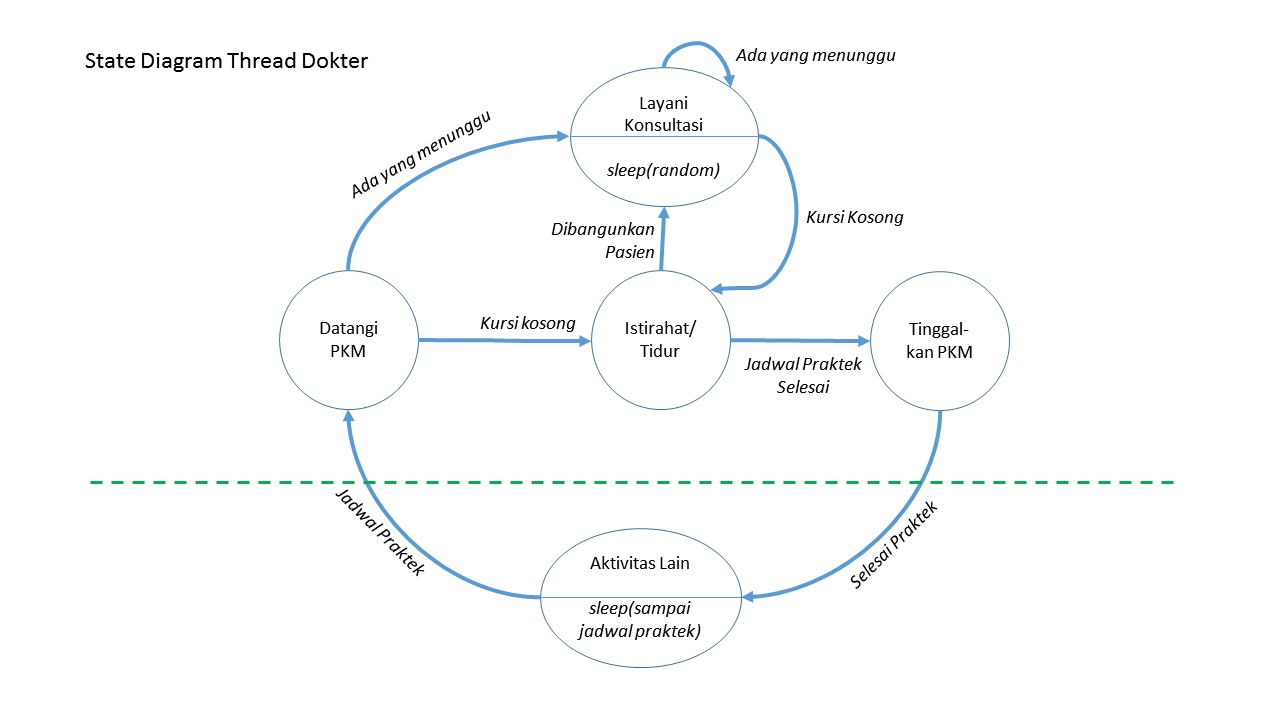 State Diagram Thread Dokter
Ada yang menunggu
Layani
Konsultasi
sleep(random)
Ada yang menunggu
Dibangunkan
Pasien
Kursi Kosong
Datangi
PKM
Kursi kosong
Istirahat/
Tidur
Jadwal Praktek
Selesai
Tinggal-
kan PKM
Jadwal Praktek
Selesai Praktek
Aktivitas Lain
sleep(sampai
jadwal praktek)